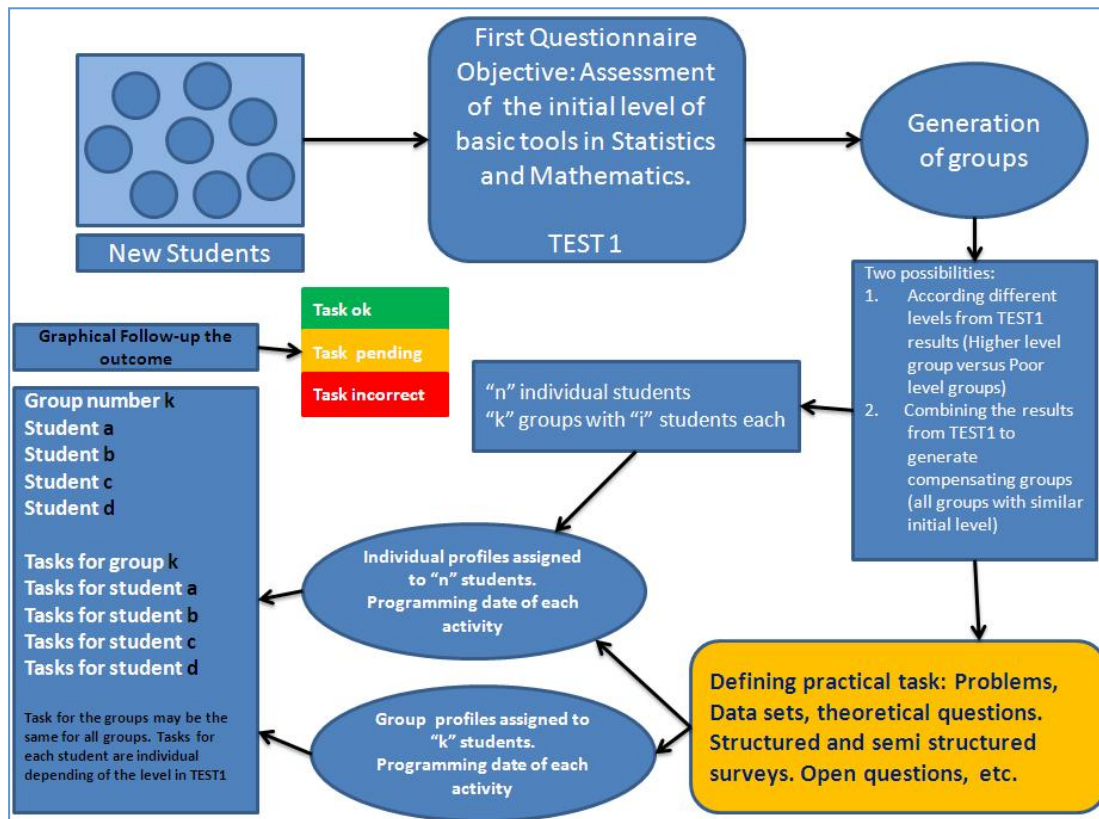 First Questionnaire
Objective: Assessment
of the initial level of
basic tools in Statistics
and Mathematics.
TEST 1
Generation
of groups
New Students
Two possibilities:
1. According different
levels from TEST1
results (Higher level
group versus Poor
level groups)
2. Combining the results
from TEST1 to
generate
compensating groups
(all groups with similar
initial level)
Task ok
Task pending
Task incorrect
Graphical Follow-up the
outcome
"n" individual students
"k" groups with "i" students each
Group number k
Student a
Student b
Student c
Student d
Tasks for group k
Tasks for student a
Tasks for student b
Tasks for student c
Tasks for student d
Task for the groups may be the
same for all groups. Tasks for
each student are individual
depending of the level in TEST1
Individual profiles assigned
to "n" students.
Programming date of each
activity
Group profiles assigned to
"k" students.
Programming date of each
activity
Defining practical task: Problems,
Data sets, theoretical questions.
Structured and semi structured
surveys. Open questions, etc.